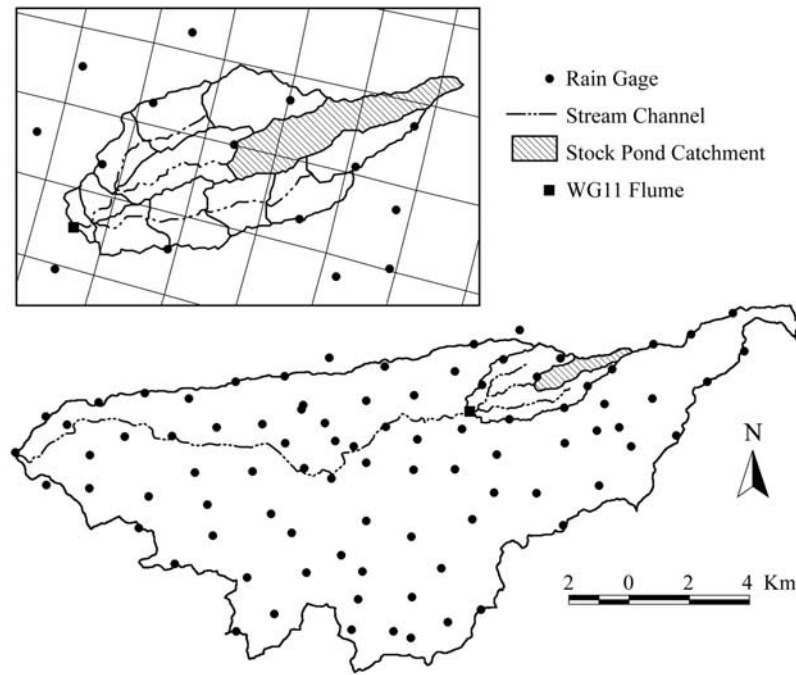 Rain Gage
Stream Channel
Stock Pond Catchment
WG11 Flume
N
2 0 2 4 Km